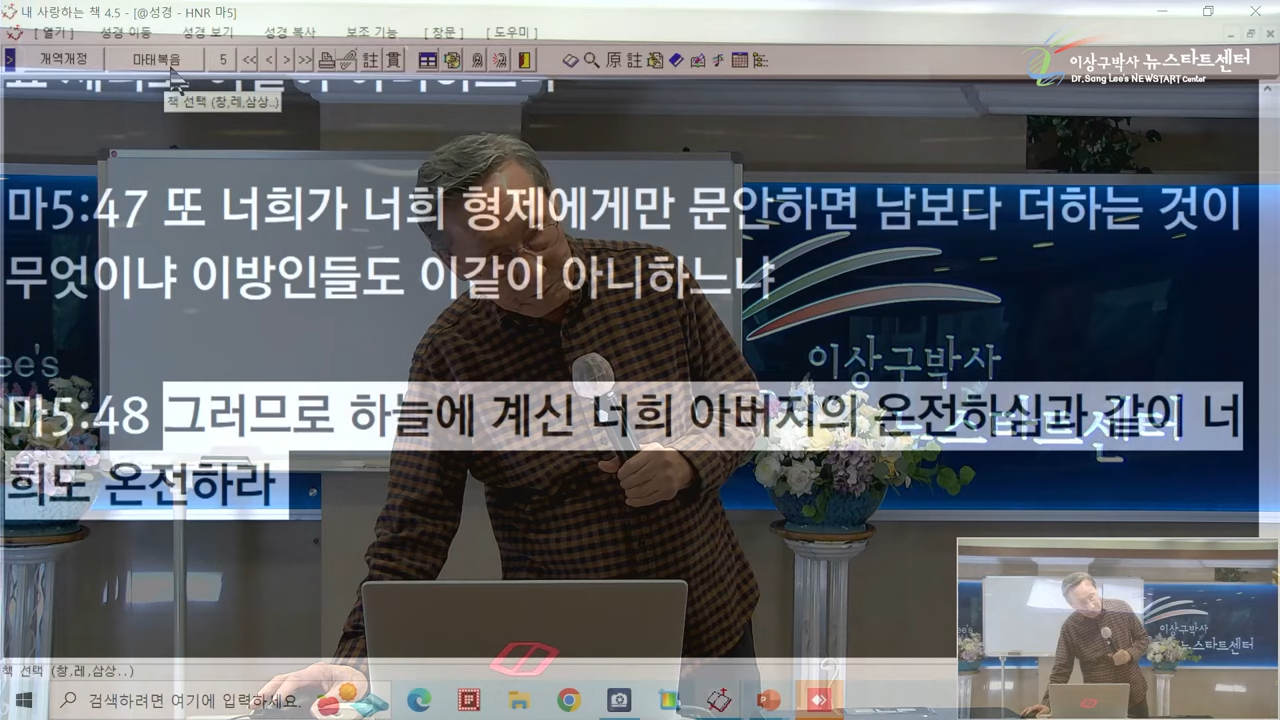 내 사랑하는 책 4.5 - [@성경 - HNR 마5]
[ 열기 ] 성경 이동 성경 보기 성경 복사 보조 기능 [ 창문 ] [ 도우미 ]
개역개정 마태복음 5 << < > >> 註 貫 原 註
책 선택 (창,레,삼상..)
이상구박사 뉴스타트센터
Dr.Sang Lee's NEWSTART Center
마5:47 또 너희가 너희 형제에게만 문안하면 남보다 더하는 것이
무엇이냐 이방인들도 이같이 아니하느냐
ee's
이상구박사
스타트센터
마5:48 그러므로 하늘에 계신 너희 아버지의 온전하심과 같이 너
희도 온전하라
이상구박사
뉴스타트센터
책 선택 (창,레,삼상..)
검색하려면 여기에 입력하세요.